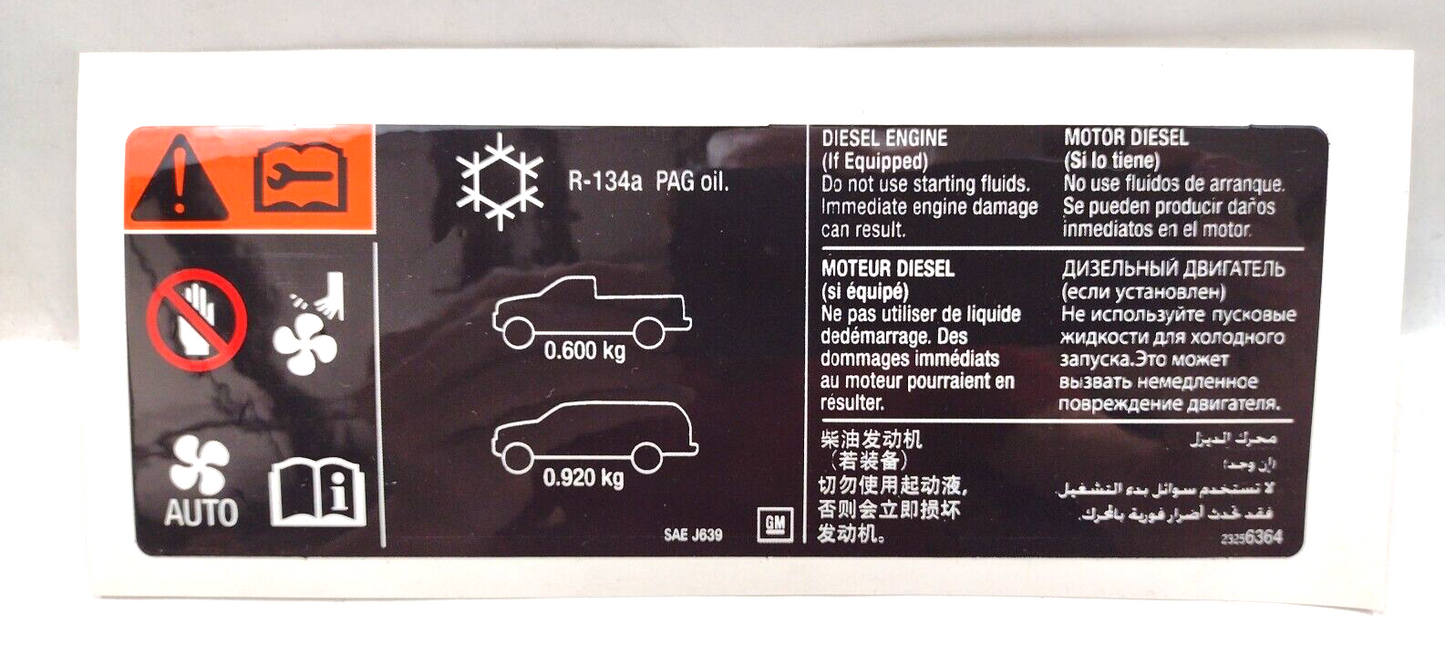 R-134a PAG oil.
0.600 kg
0.920 kg
AUTO
SAE J639
GM
DIESEL ENGINE
(If Equipped)
Do not use starting fluids.
Immediate engine damage
can result.
MOTOR DIESEL
(Si lo tiene)
No use fluidos de arranque.
Se pueden producir daños
inmediatos en el motor.
MOTEUR DIESEL
(si équipé)
Ne pas utiliser de liquide
dedémarrage. Des
dommages immédiats
au moteur pourraient en
résulter.
ДИЗЕЛЬНЫЙ ДВИГАТЕЛЬ
(если установлен)
Не используйте пусковые
жидкости для холодного
запуска.Это может
вызвать немедленное
повреждение двигателя.
柴油发动机
（若装备）
切勿使用起动液,
否则会立即损坏
发动机。
محرك الديزل
(إن وجد)
لا تستخدم سوائل بدء التشغيل
فقد تحدث أضرار فورية بالمحرك.
23256364